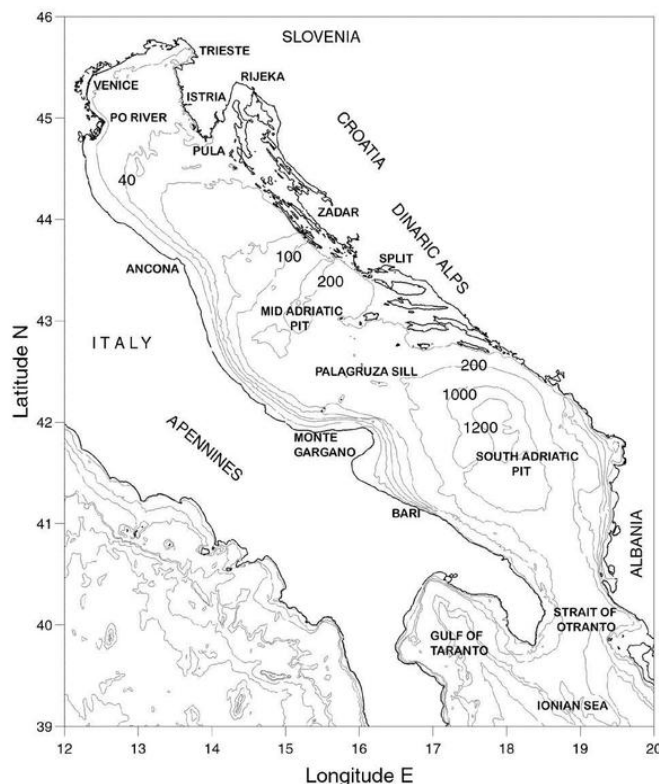 46
SLOVENIA
TRIESTE
VENICE
RIJEKA
ISTRIA
45
PO RIVER
CROATIA
PULA
40
44
ZADAR
DINARIC ALPS
ANCONA
100
SPLIT
200
43
MID ADRIATIC
PIT
ITALY
Latitude N
PALAGRUZA SILL
200
1000
42
1200
APENNINES
MONTE
GARGANO
SOUTH ADRIATIC
PIT
41
BARI
ALBANIA
40
STRAIT OF
OTRANTO
GULF OF
TARANTO
IONIAN SEA
39
12 13 14 15 16 17 18 19 20
Longitude E